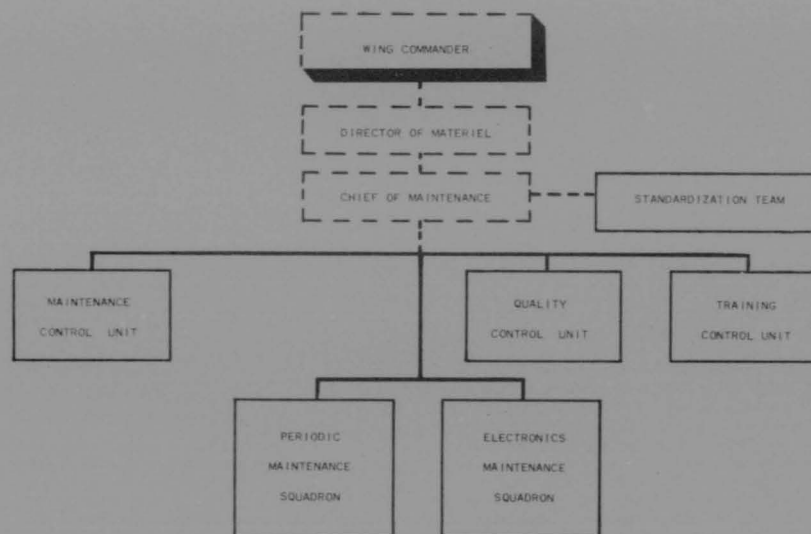 WING COMMANDER
DIRECTOR OF MATERIEL
CHIEF OF MAINTENANCE
STANDARDIZATION TEAM
MAINTENANCE
CONTROL UNIT
QUALITY
CONTROL UNIT
TRAINING
CONTROL UNIT
PERIODIC
MAINTENANCE
SQUADRON
ELECTRONICS
MAINTENANCE
SQUADRON